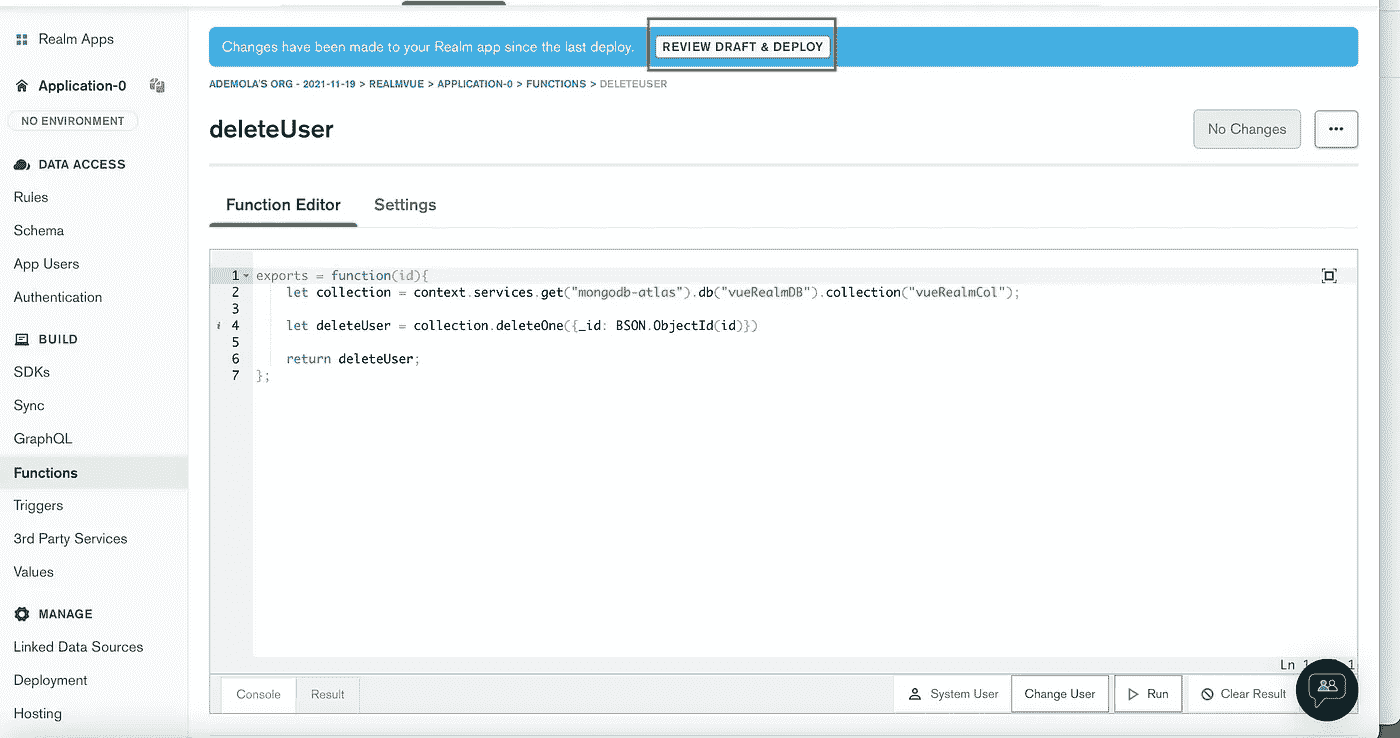 Realm Apps
Application-0
NO ENVIRONMENT
DATA ACCESS
Rules
Schema
App Users
Authentication
BUILD
SDKs
Sync
GraphQL
Functions
Triggers
3rd Party Services
Values
MANAGE
Linked Data Sources
Deployment
Hosting
Changes have been made to your Realm app since the last deploy. REVIEW DRAFT & DEPLOY
ADEMOLA'S ORG - 2021-11-19 > REALMVUE > APPLICATION-0 > FUNCTIONS > DELETEUSER
deleteUser
No Changes
Function Editor Settings
1 exports = function(id){
2 let collection = context.services.get("mongodb-atlas").db("vueRealmDB").collection("vueRealmCol");
3
i 4 let deleteUser = collection.deleteOne({_id: BSON.ObjectId(id)})
5
6 return deleteUser;
7 };
Ln 1 1
Console Result System User Change User Run Clear Result